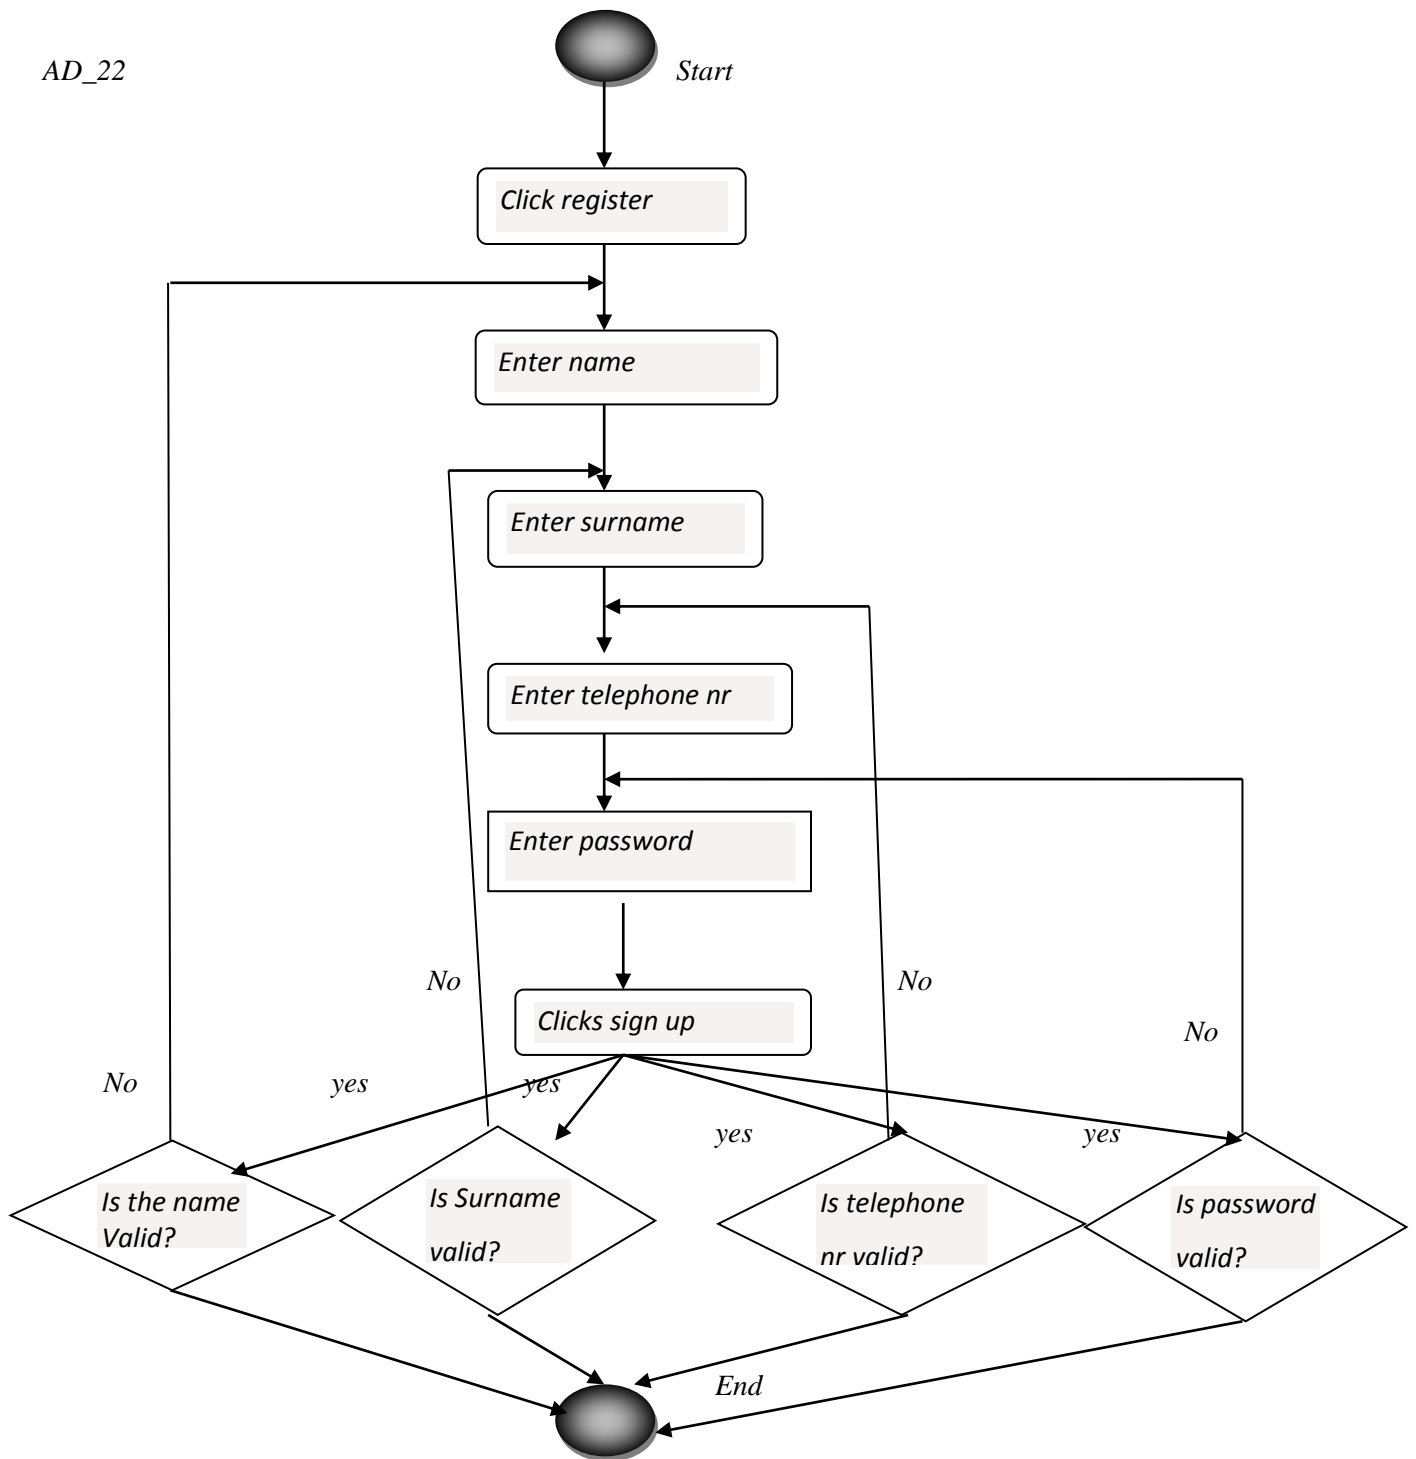 AD_22
Start
Click register
Enter name
Enter surname
Enter telephone nr
Enter password
No
No
Clicks sign up
No
No
yes
yes
yes
yes
Is the name
Valid?
Is Surname
valid?
Is telephone
nr valid?
Is password
valid?
End